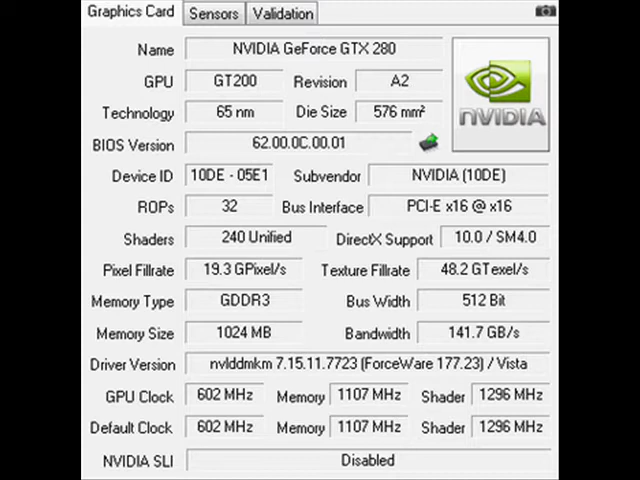 Graphics Card Sensors Validation
Name NVIDIA GeForce GTX 280
GPU GT200 Revision A2
Technology 65 nm Die Size 576 mm²
NVIDIA
BIOS Version 62.00.0C.00.01
Device ID 10DE - 05E1 Subvendor NVIDIA (10DE)
ROPs 32 Bus Interface PCI-E x16 @ x16
Shaders 240 Unified DirectX Support 10.0 / SM4.0
Pixel Fillrate 19.3 GPixel/s Texture Fillrate 48.2 GTexel/s
Memory Type GDDR3 Bus Width 512 Bit
Memory Size 1024 MB Bandwidth 141.7 GB/s
Driver Version nvlddmkm 7.15.11.7723 (ForceWare 177.23) / Vista
GPU Clock 602 MHz Memory 1107 MHz Shader 1296 MHz
Default Clock 602 MHz Memory 1107 MHz Shader 1296 MHz
NVIDIA SLI Disabled